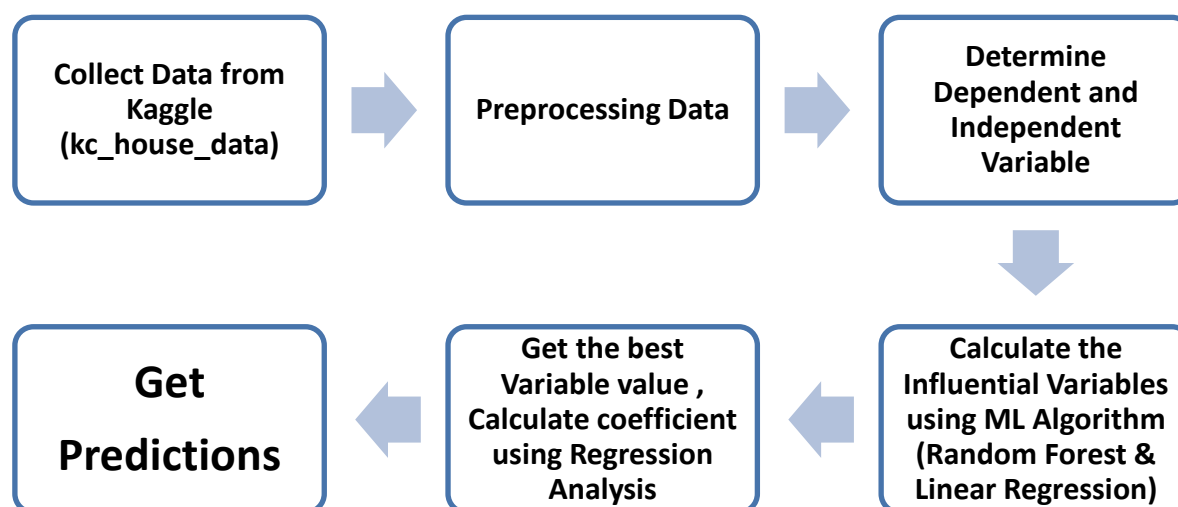 Collect Data from
Kaggle
(kc_house_data)
Preprocessing Data
Determine
Dependent and
Independent
Variable
Calculate the
Influential Variables
using ML Algorithm
(Random Forest &
Linear Regression)
Get the best
Variable value ,
Calculate coefficient
using Regression
Analysis
Get
Predictions